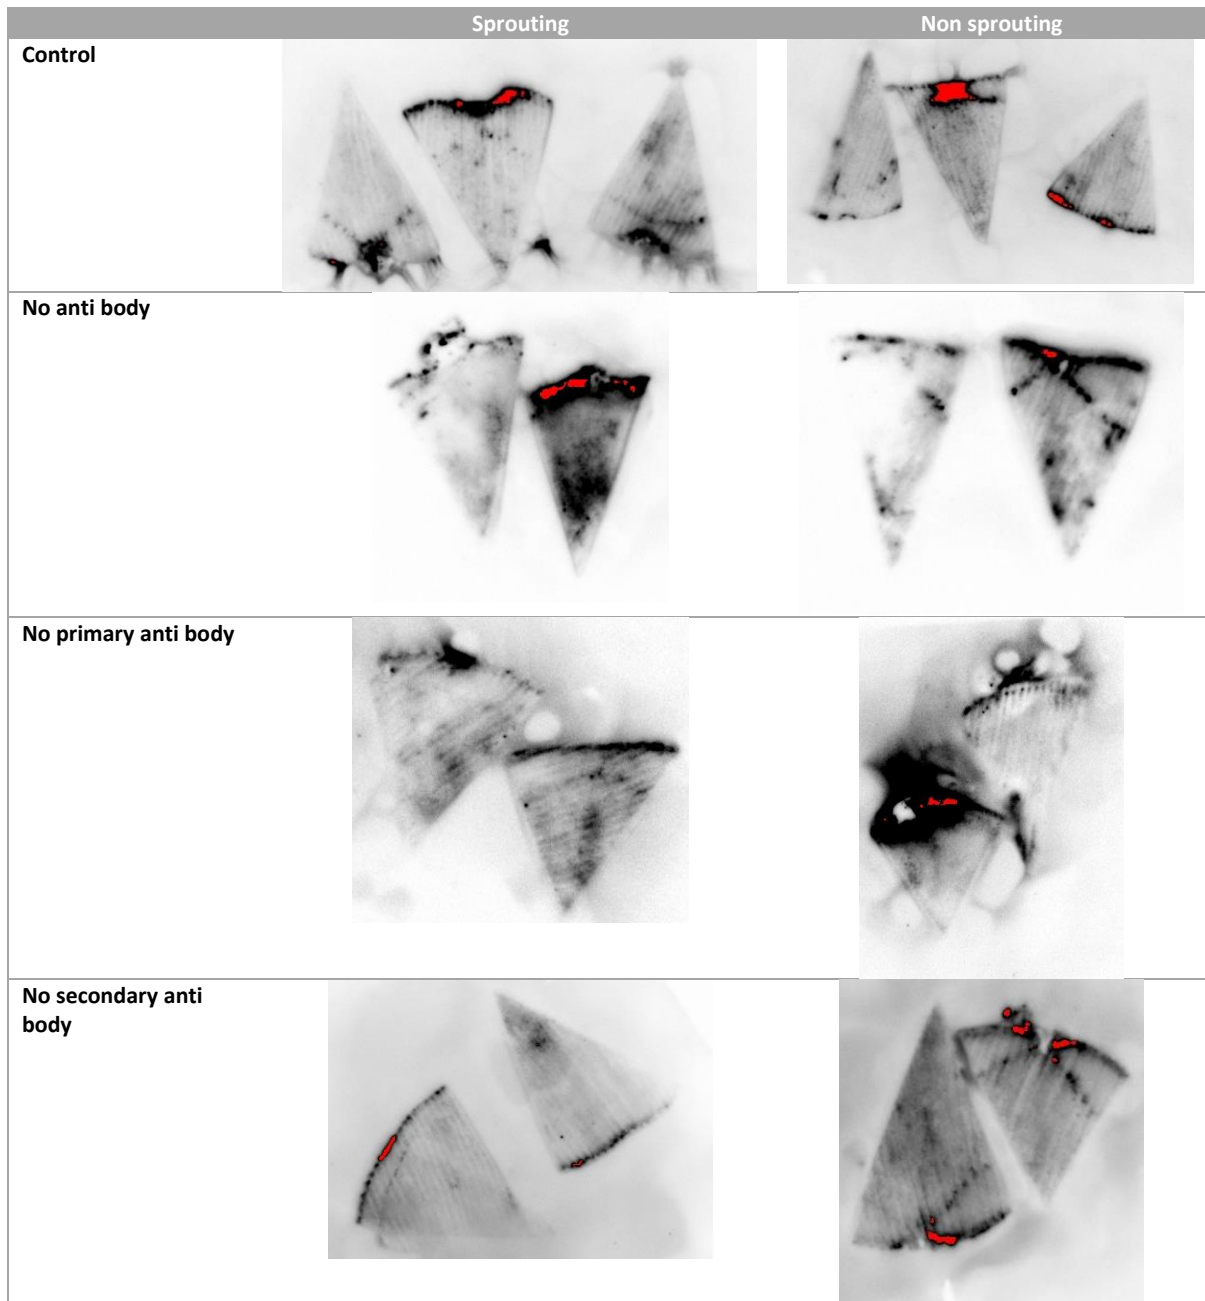 Sprouting Non sprouting
Control
No anti body
No primary anti body
No secondary anti
body